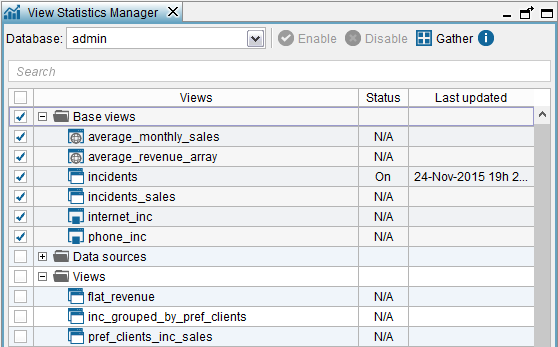 View Statistics Manager
Database: admin Enable Disable Gather
Search
Views Status Last updated
Base views
average_monthly_sales N/A
average_revenue_array N/A
incidents On 24-Nov-2015 19h 2...
incidents_sales N/A
internet_inc N/A
phone_inc N/A
Data sources
Views
flat_revenue N/A
inc_grouped_by_pref_clients N/A
pref_clients_inc_sales N/A